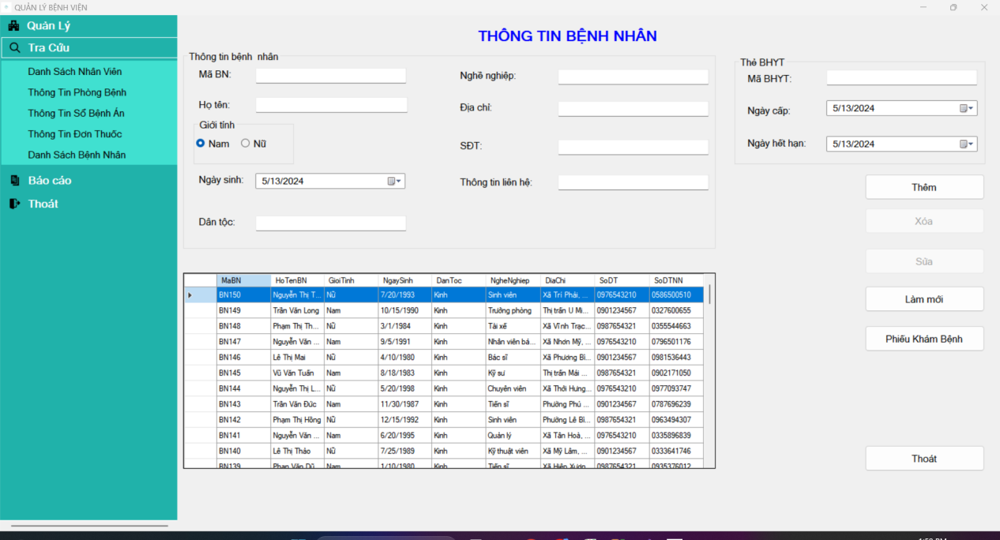 QUẢN LÝ BỆNH VIỆN
Quản Lý
Tra Cứu
Danh Sách Nhân Viên
Thông Tin Phòng Bệnh
Thông Tin Sổ Bệnh Án
Thông Tin Đơn Thuốc
Danh Sách Bệnh Nhân
Báo cáo
Thoát
THÔNG TIN BỆNH NHÂN
Thông tin bệnh nhân
Mã BN:
Họ tên:
Giới tính
Nam Nữ
Ngày sinh: 5/13/2024
Dân tộc:
Nghề nghiệp:
Địa chỉ:
SĐT:
Thông tin liên hệ:
Thẻ BHYT
Mã BHYT:
Ngày cấp: 5/13/2024
Ngày hết hạn: 5/13/2024
Thêm
Xóa
Sửa
Làm mới
Phiếu Khám Bệnh
Thoát
MaBN HoTenBN GioiTinh NgaySinh DanToc NgheNghiep DiaChi SoDT SoDTNN
BN150 Nguyễn Thị T... Nữ 7/20/1993 Kinh Sinh viên Xã Trí Phải, ... 0976543210 0586500510
BN149 Trần Văn Long Nam 10/15/1990 Kinh Trưởng phòng Thị trấn U Mi... 0901234567 0327600655
BN148 Phạm Thị Th... Nữ 3/1/1984 Kinh Tài xế Xã Vĩnh Trạc... 0987654321 0355544663
BN147 Nguyễn Văn ... Nam 9/5/1991 Kinh Nhân viên bá... Xã Nhơn Mỹ, ... 0976543210 0796501176
BN146 Lê Thị Mai Nữ 4/10/1980 Kinh Bác sĩ Xã Phương Bì... 0901234567 0981536443
BN145 Vũ Văn Tuấn Nam 8/18/1983 Kinh Kỹ sư Thị trấn Mái ... 0987654321 0902171050
BN144 Nguyễn Thị L... Nữ 5/20/1998 Kinh Chuyên viên Xã Thới Hưng... 0976543210 0977093747
BN143 Trần Văn Đức Nam 11/30/1987 Kinh Tiến sĩ Phường Phú ... 0901234567 0787696239
BN142 Phạm Thị Hồng Nữ 12/15/1992 Kinh Sinh viên Phường Lê Bì... 0987654321 0963494307
BN141 Nguyễn Văn ... Nam 6/20/1995 Kinh Quản lý Xã Tân Hoà, ... 0976543210 0335896839
BN140 Lê Thị Thảo Nữ 7/25/1989 Kinh Kỹ thuật viên Xã Mỹ Lâm, ... 0901234567 0333641746
BN139 Phan Văn Dũ... Nam 1/10/1980 Kinh Tiến sĩ Xã Hiệp Xươn... 0987654321 0935376012